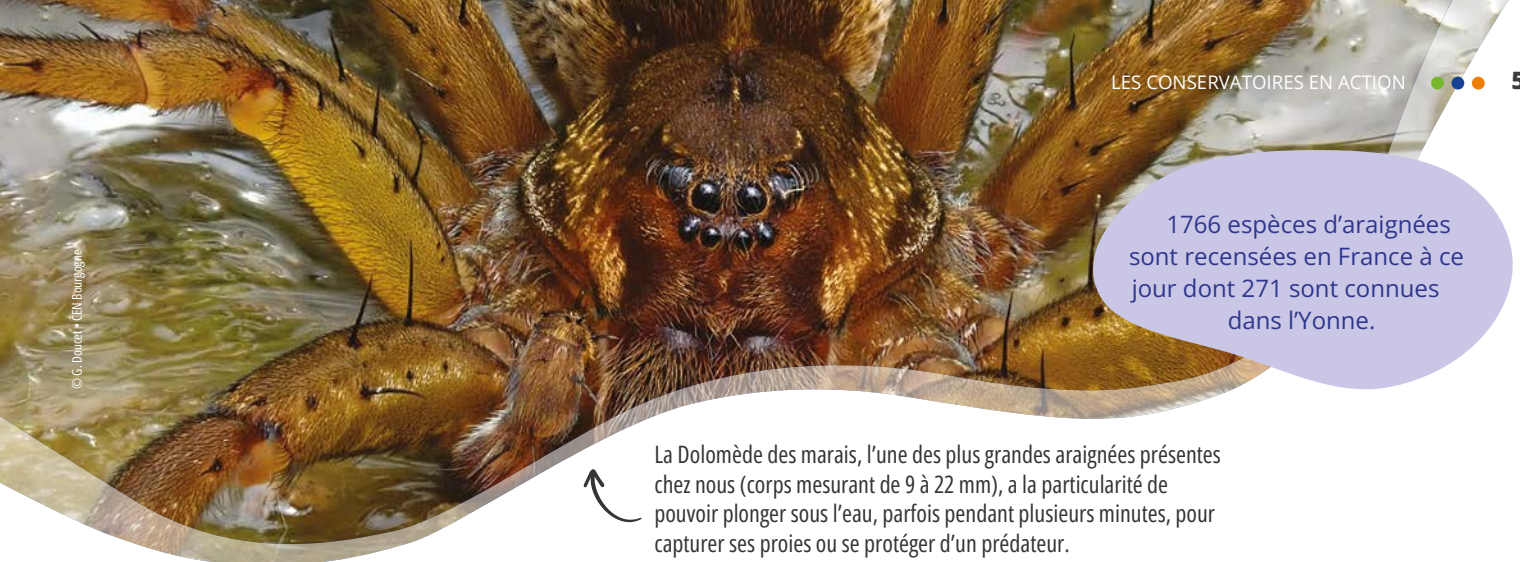 LES CONSERVATOIRES EN ACTION 5
1766 espèces d'araignées
sont recensées en France à ce
jour dont 271 sont connues
dans l'Yonne.
© G. Doucet • CEN Bourgogne
La Dolomède des marais, l'une des plus grandes araignées présentes
chez nous (corps mesurant de 9 à 22 mm), a la particularité de
pouvoir plonger sous l'eau, parfois pendant plusieurs minutes, pour
capturer ses proies ou se protéger d'un prédateur.